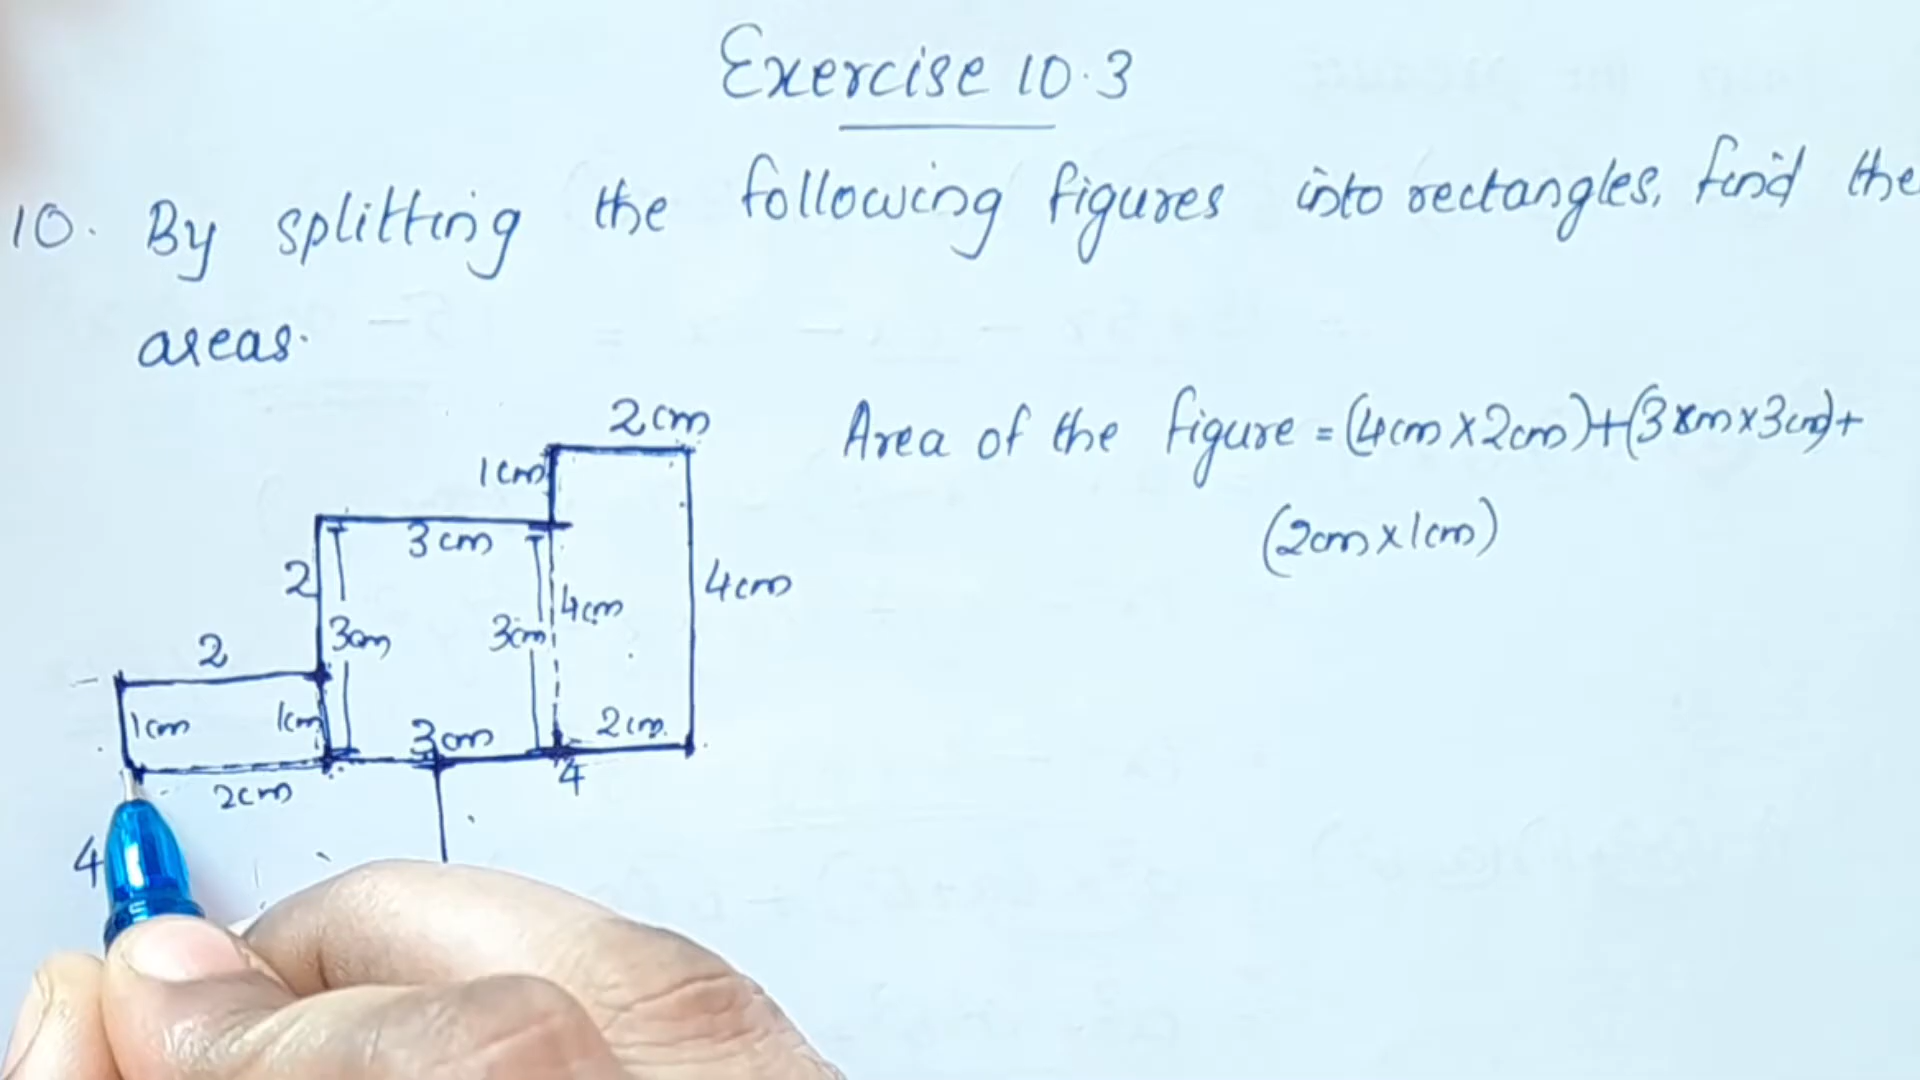 Exercise 10.3
10. By splitting the following figures into rectangles, find the
areas.
Area of the figure = (4cm x 2cm) + (3cm x 3cm) +
(2cm x 1cm)
2cm
1cm
3cm
2
4cm
4cm
3cm
3cm
2
1cm
1cm
3cm
2cm
2cm
4
4